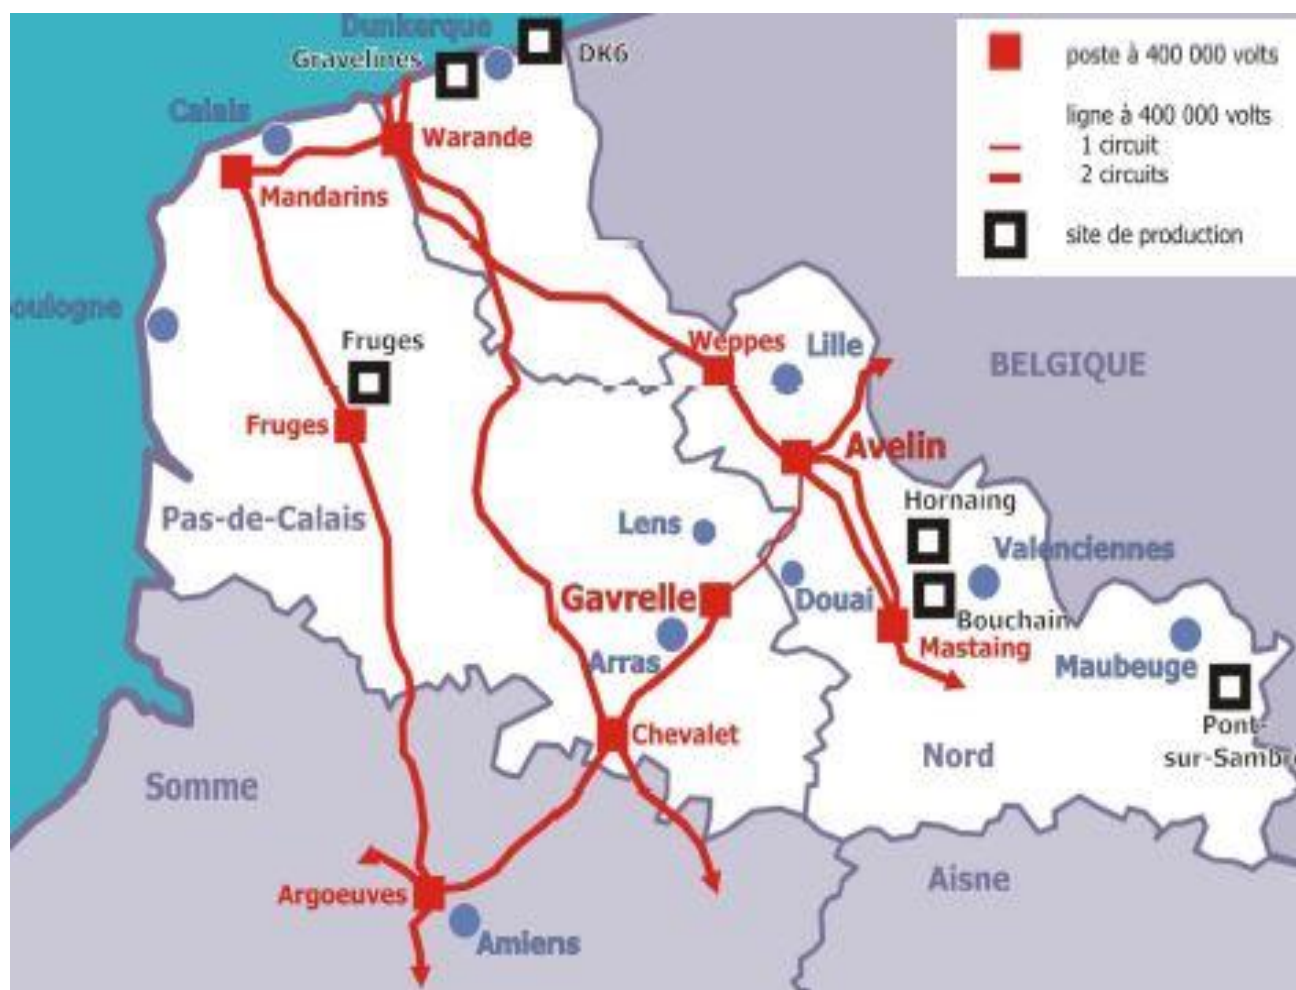 Dunkerque
Gravelines
DK6
Calais
Warande
Mandarins
poste à 400 000 volts
ligne à 400 000 volts
1 circuit
2 circuits
site de production
oulogne
Fruges
Weppes
Lille
BELGIQUE
Fruges
Avelin
Pas-de-Calais
Lens
Hornaing
Valenciennes
Gavrelle
Douai
Bouchain
Arras
Mastaing
Maubeuge
Chevalet
Pont-
sur-Sambre
Nord
Somme
Argoeuves
Aisne
Amiens